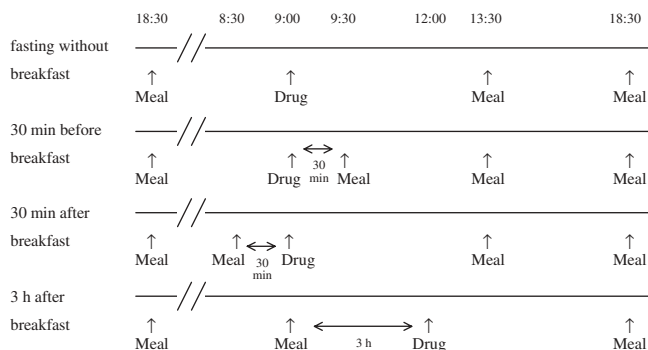 18:30 8:30 9:00 9:30 12:00 13:30 18:30
fasting without
breakfast
Meal Drug Meal Meal
30 min before
breakfast
30
min
Meal Drug Meal Meal Meal
30 min after
breakfast
Meal Meal 30 Drug Meal Meal
min
3 h after
breakfast
Meal Meal 3 h Drug Meal